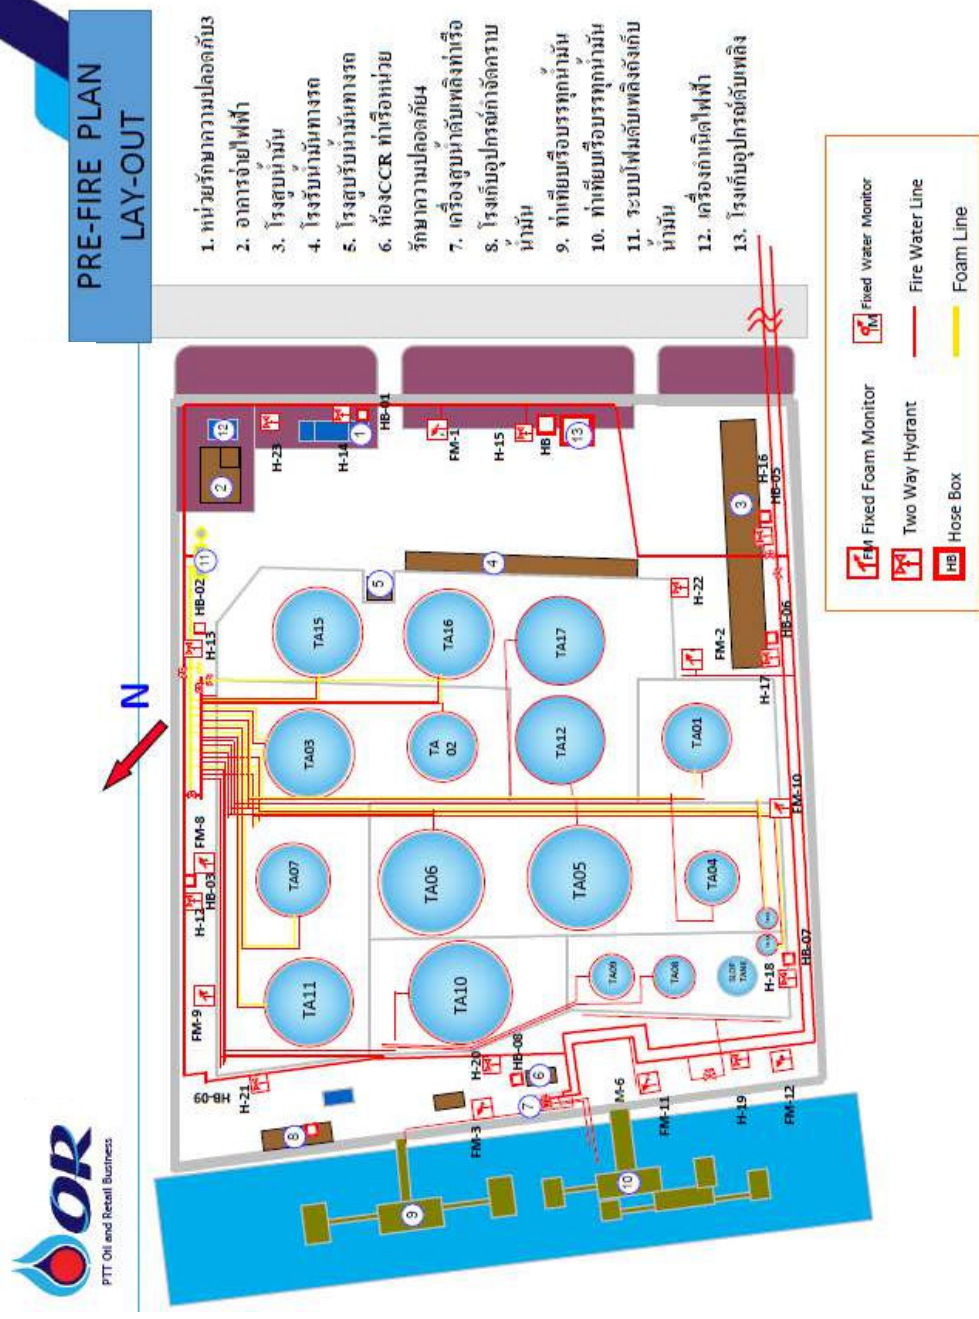 PRE-FIRE PLAN
LAY-OUT
OR
PTT Oil and Retail Business
1. หน่วยรักษาความปลอดภับ3
2. อาคารจ่ายไฟฟ้า
3. โรงสูบน้ำมัน
4. โรงรับน้ำมันทางรถ
5. โรงสูบรับน้ำมันทางรถ
6. ห้องCCR ท่าเรือหน่วย
รักษาความปลอดภัย4
7. เครื่องสูบน้ำดับเพลิงท่าเรือ
8. โรงเก็บอุปกรณ์กำจัดคราบ
น้ำมัน
9. ท่าเทียบเรือบรรทุกน้ำมัน
10. ท่าเทียบเรือบรรทุกน้ำมัน
11. ระบบโฟมดับเพลิงถังเก็บ
น้ำมัน
12. เครื่องกำเนิดไฟฟ้า
13. โรงเก็บอุปกรณ์ดับเพลิง
N
FM-9
H-12
HB-03
FM-8
H-13
HB-02
11
2
12
H-23
H-14
1
HB-01
FM-1
H-15
HB
13
HB-09
H-21
8
TA11
TA07
TA03
TA15
5
TA10
TA06
TA 02
TA16
4
TA05
TA12
TA17
TA09
TA08
SLOP TANK
TA04
TA01
FM-2
H-22
3
H-16
HB-05
H-17
HB-06
FM-10
H-18
HB-07
H-20
HB-08
6
7
FM-3
M-6
FM-11
H-19
FM-12
9
10
FM Fixed Foam Monitor
M Fixed Water Monitor
Two Way Hydrant
Fire Water Line
HB Hose Box
Foam Line